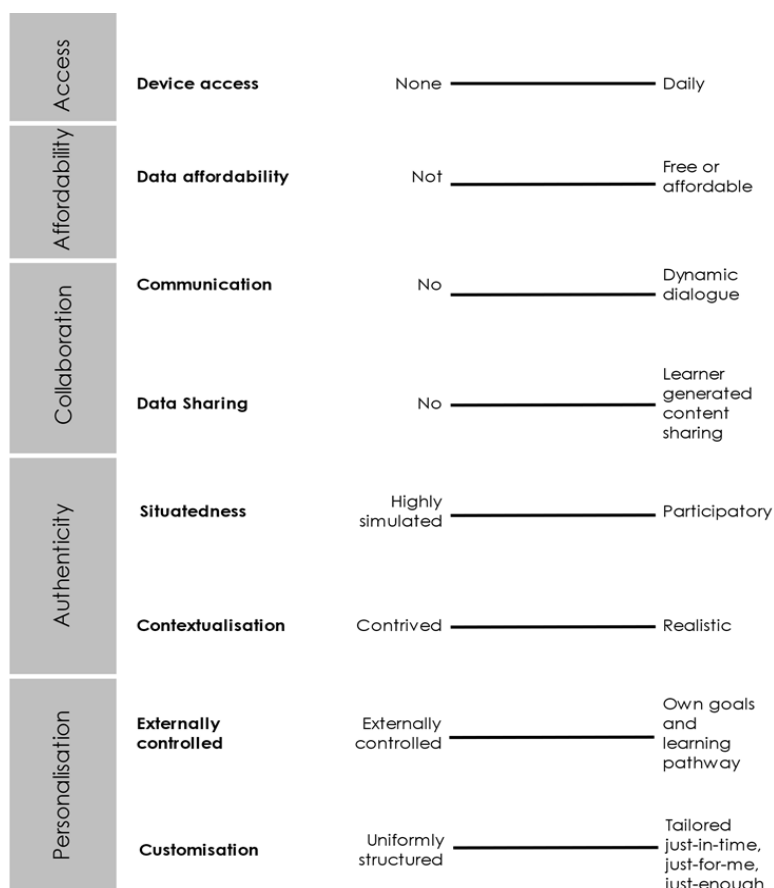 Access
Device access
None
Daily
Affordability
Data affordability
Not
Free or
affordable
Collaboration
Communication
No
Dynamic
dialogue
Data Sharing
No
Learner
generated
content
sharing
Authenticity
Situatedness
Highly
simulated
Participatory
Contextualisation
Contrived
Realistic
Personalisation
Externally
controlled
Externally
controlled
Own goals
and
learning
pathway
Customisation
Uniformly
structured
Tailored
just-in-time,
just-for-me,
just-enough